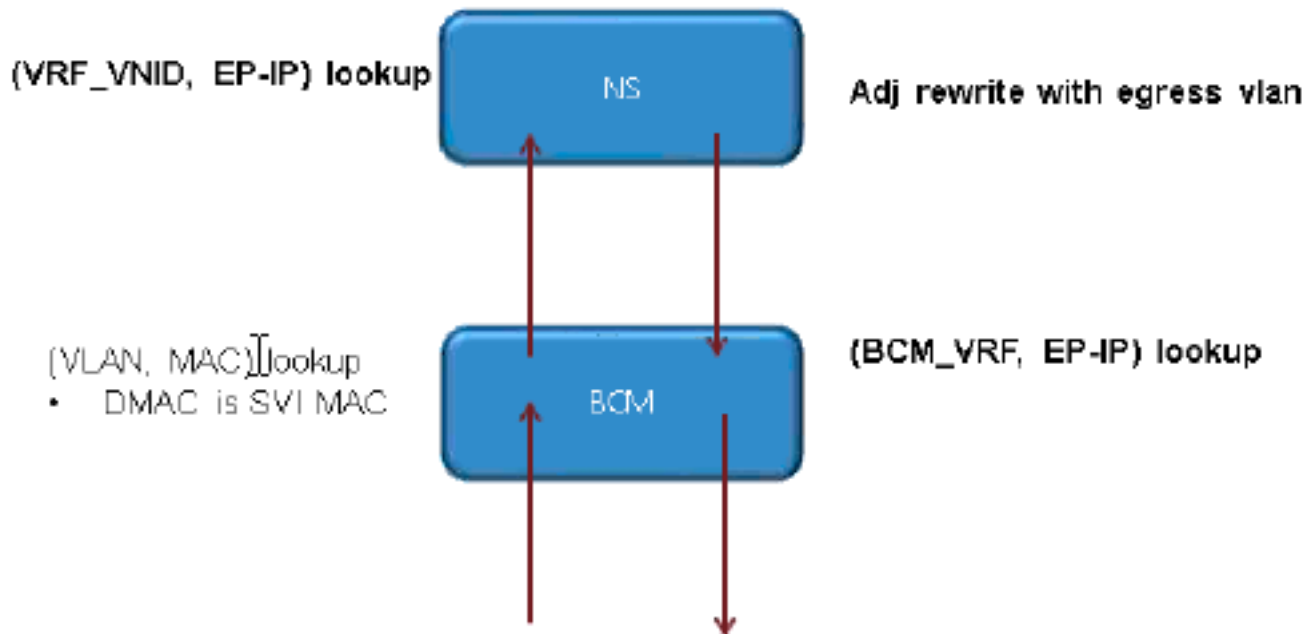 (VRF_VNID, EP-IP) lookup
NS
Adj rewrite with egress vlan
(VLAN, MAC) lookup
• DMAC is SVI MAC
BCM
(BCM_VRF, EP-IP) lookup